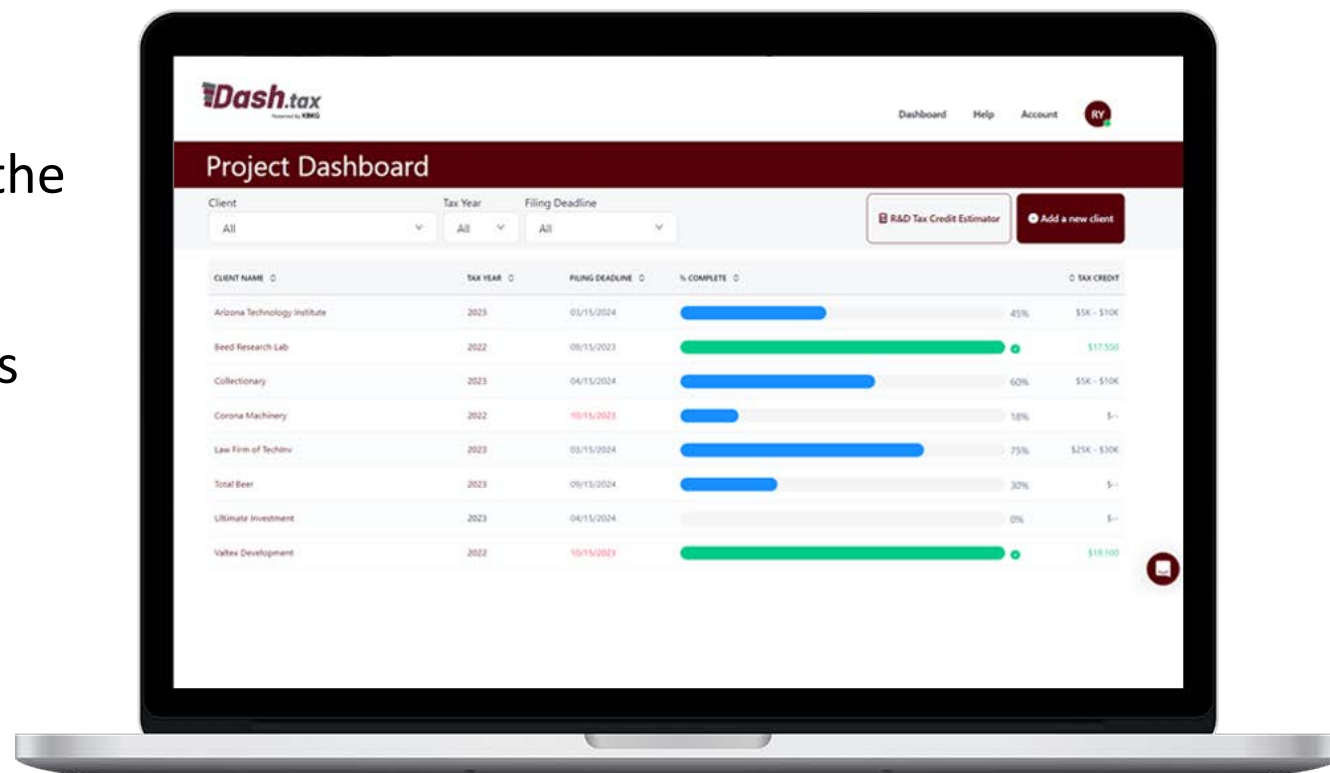 the
s
Dash.tax
Powered by KBKG
Dashboard Help Account RY
Project Dashboard
Client Tax Year Filing Deadline
All All All
R&D Tax Credit Estimator Add a new client
CLIENT NAME TAX YEAR FILING DEADLINE % COMPLETE TAX CREDIT
Arizona Technology Institute 2023 03/15/2024 45% $5K - $10K
Beed Research Lab 2022 09/15/2023 $17,550
Collectionary 2023 04/15/2024 60% $5K - $10K
Corona Machinery 2022 10/15/2023 18% $--
Law Firm of TechInv 2023 03/15/2024 75% $25K - $30K
Total Beer 2023 09/15/2024 30% $--
Ultimate Investment 2023 04/15/2024 0% $--
Valtex Development 2022 10/15/2023